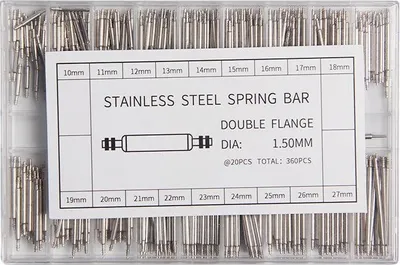 10mm 11mm 12mm 13mm 14mm 15mm 16mm 17mm 18mm
STAINLESS STEEL SPRING BAR
DOUBLE FLANGE
DIA: 1.50MM
@20PCS TOTAL: 360PCS
19mm 20mm 21mm 22mm 23mm 24mm 25mm 26mm 27mm